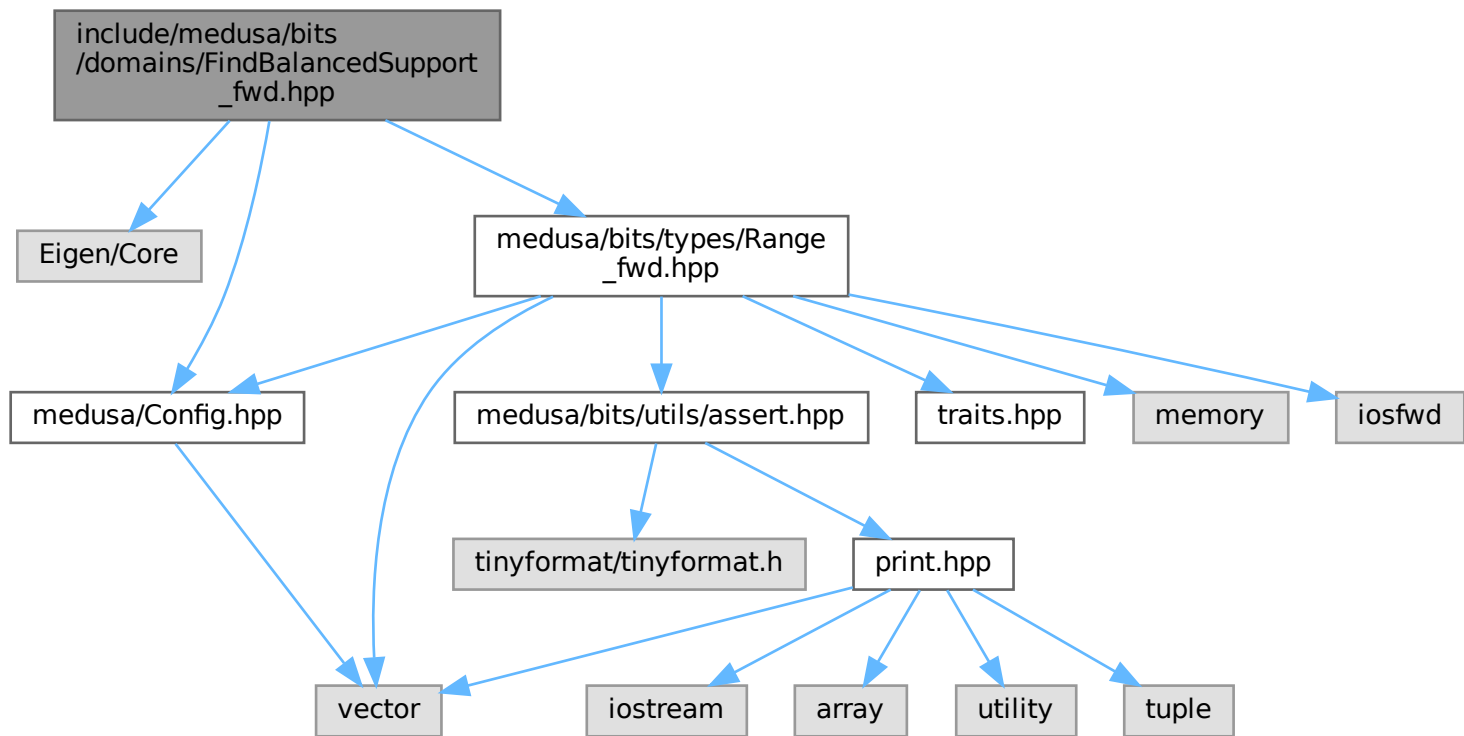 include/medusa/bits
/domains/FindBalancedSupport
_fwd.hpp
Eigen/Core
medusa/bits/types/Range
_fwd.hpp
medusa/Config.hpp
medusa/bits/utils/assert.hpp
traits.hpp
memory
iosfwd
tinyformat/tinyformat.h
print.hpp
vector
iostream
array
utility
tuple